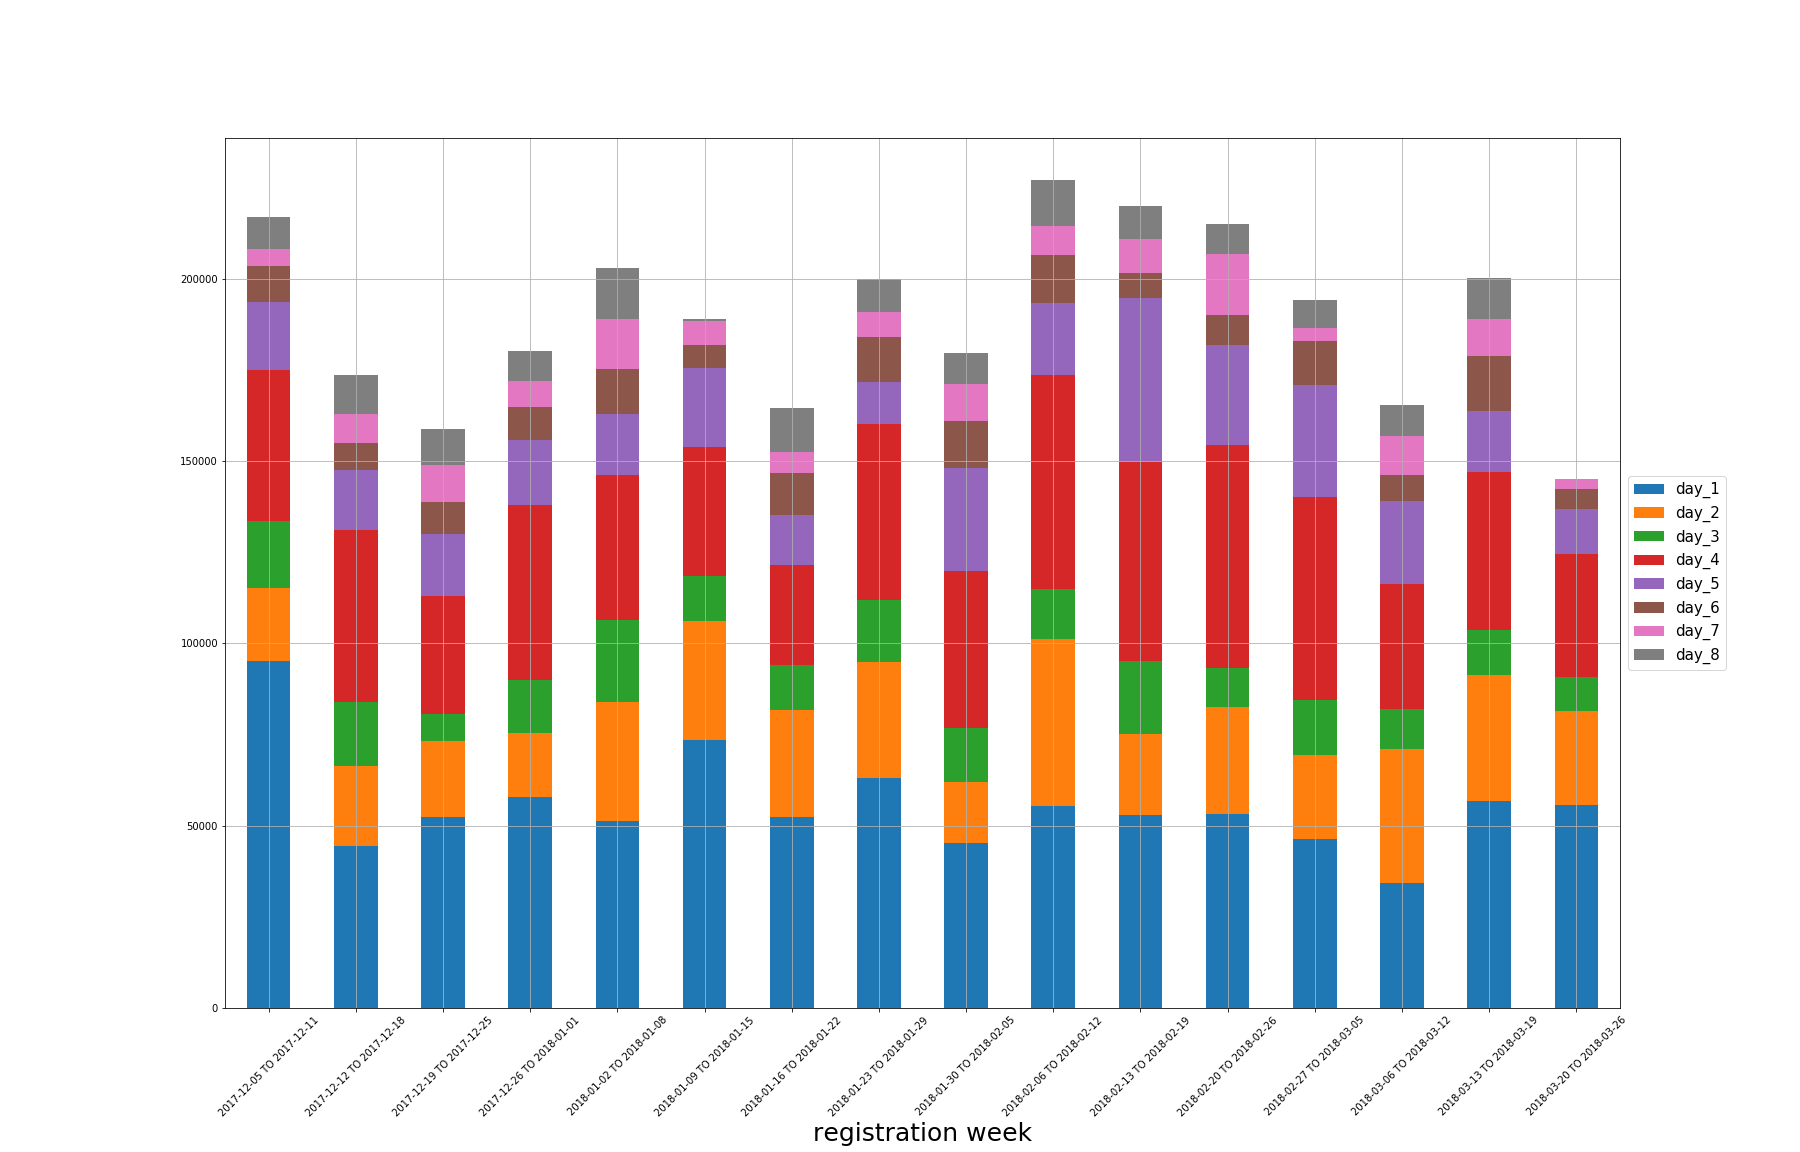 200000
150000
100000
50000
0
day_1
day_2
day_3
day_4
day_5
day_6
day_7
day_8
2017-12-05 TO 2017-12-11
2017-12-12 TO 2017-12-18
2017-12-19 TO 2017-12-25
2017-12-26 TO 2018-01-01
2018-01-02 TO 2018-01-08
2018-01-09 TO 2018-01-15
2018-01-16 TO 2018-01-22
2018-01-23 TO 2018-01-29
2018-01-30 TO 2018-02-05
2018-02-06 TO 2018-02-12
2018-02-13 TO 2018-02-19
2018-02-20 TO 2018-02-26
2018-02-27 TO 2018-03-05
2018-03-06 TO 2018-03-12
2018-03-13 TO 2018-03-19
2018-03-20 TO 2018-03-26
registration week